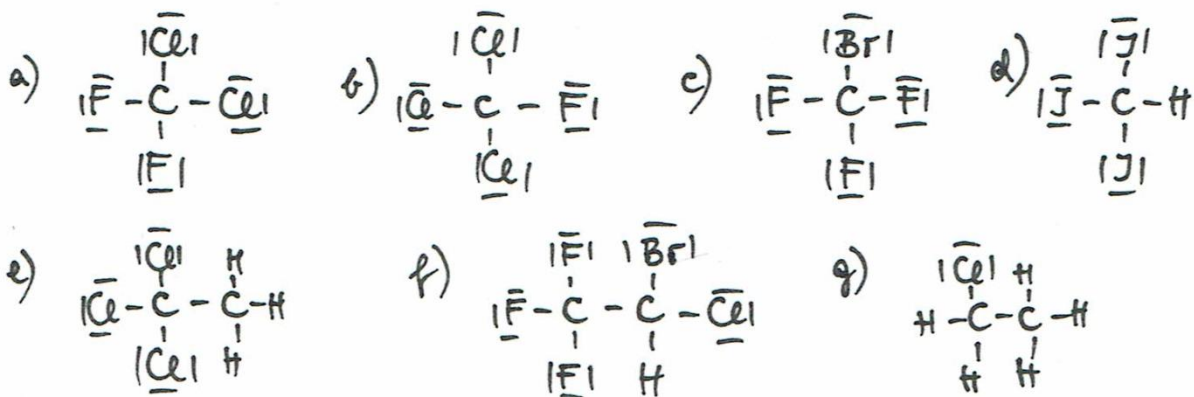 a) |Cl| b) |Cl| c) |Br| d) |J|
|F - C - Cl| |Cl - C - F| |F - C - F| |J - C - H
|F| |Cl| |F| |J|
e) |Cl| H f) |F| |Br| g) |Cl| H
|Cl - C - C - H |F - C - C - Cl| H - C - C - H
|Cl| H |F| H H H